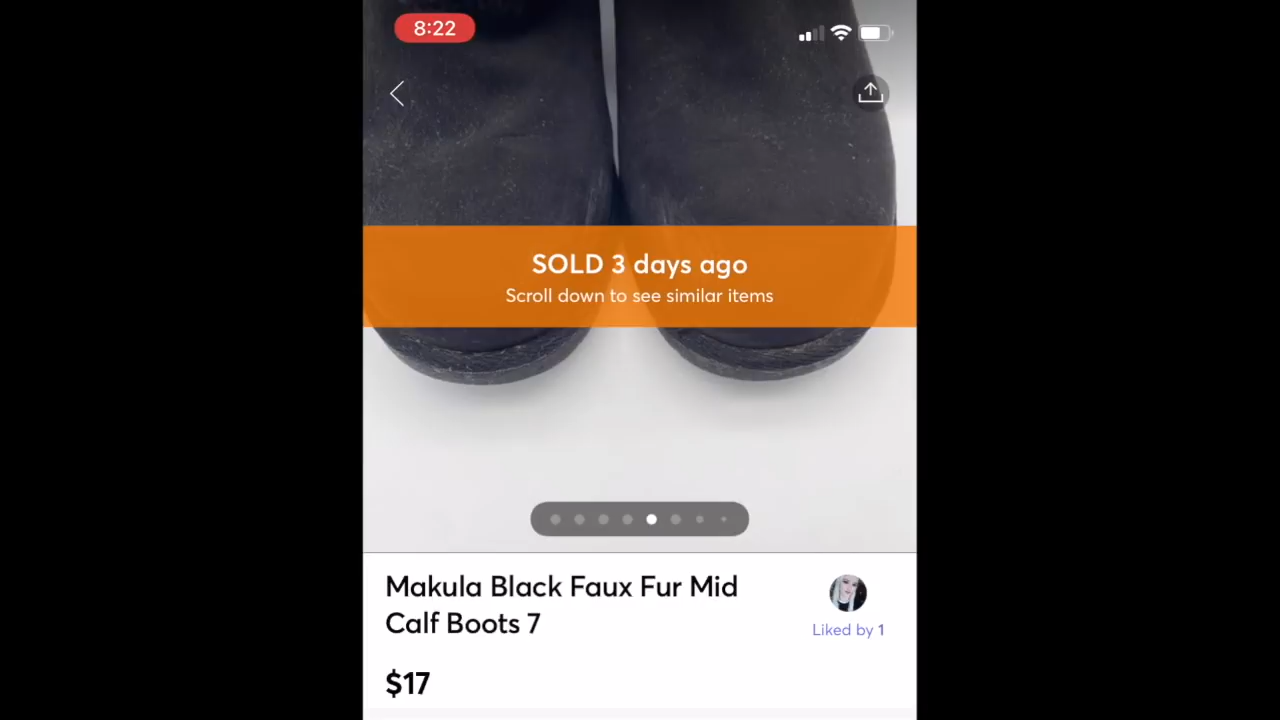 8:22
SOLD 3 days ago
Scroll down to see similar items
Makula Black Faux Fur Mid
Calf Boots 7
Liked by 1
$17